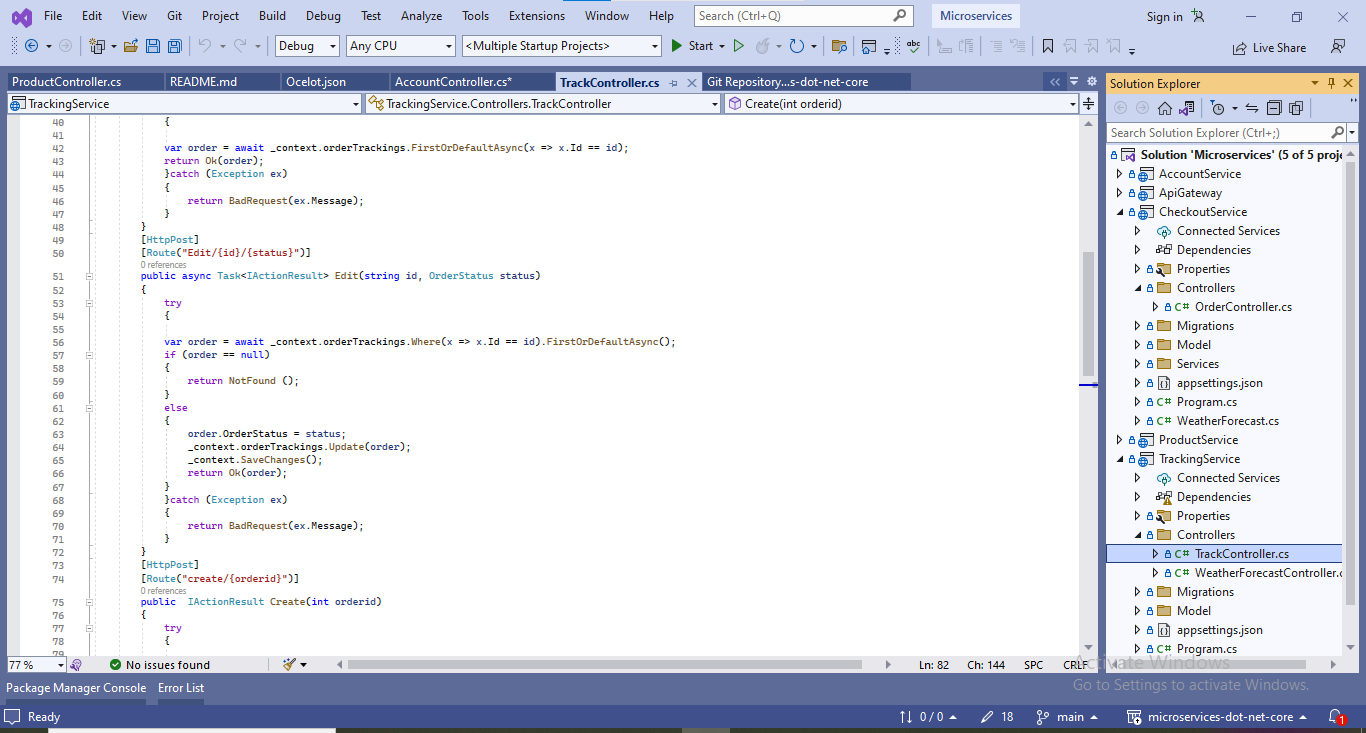 File Edit View Git Project Build Debug Test Analyze Tools Extensions Window Help Search (Ctrl+Q) Microservices Sign in
Debug Any CPU <Multiple Startup Projects> Start Live Share
ProductController.cs README.md Ocelot.json AccountController.cs* TrackController.cs Git Repository...s-dot-net-core
TrackingService TrackingService.Controllers.TrackController Create(int orderid)
40 {
41
42 var order = await _context.orderTrackings.FirstOrDefaultAsync(x => x.Id == id);
43 return Ok(order);
44 }catch (Exception ex)
45 {
46 return BadRequest(ex.Message);
47 }
48 }
49 [HttpPost]
50 [Route("Edit/{id}/{status}")]
0 references
51 public async Task<IActionResult> Edit(string id, OrderStatus status)
52 {
53 try
54 {
55
56 var order = await _context.orderTrackings.Where(x => x.Id == id).FirstOrDefaultAsync();
57 if (order == null)
58 {
59 return NotFound ();
60 }
61 else
62 {
63 order.OrderStatus = status;
64 _context.orderTrackings.Update(order);
65 _context.SaveChanges();
66 return Ok(order);
67 }
68 }catch (Exception ex)
69 {
70 return BadRequest(ex.Message);
71 }
72 }
73 [HttpPost]
74 [Route("create/{orderid}")]
0 references
75 public IActionResult Create(int orderid)
76 {
77 try
78 {
79
77 % No issues found Ln: 82 Ch: 144 SPC CRLF
Solution Explorer
Search Solution Explorer (Ctrl+;)
Solution 'Microservices' (5 of 5 proje
AccountService
ApiGateway
CheckoutService
Connected Services
Dependencies
Properties
Controllers
C# OrderController.cs
Migrations
Model
Services
appsettings.json
C# Program.cs
C# WeatherForecast.cs
ProductService
TrackingService
Connected Services
Dependencies
Properties
Controllers
C# TrackController.cs
C# WeatherForecastController.c
Migrations
Model
appsettings.json
C# Program.cs
Activate Windows
Go to Settings to activate Windows.
Package Manager Console Error List
Ready 0 / 0 18 main microservices-dot-net-core 1